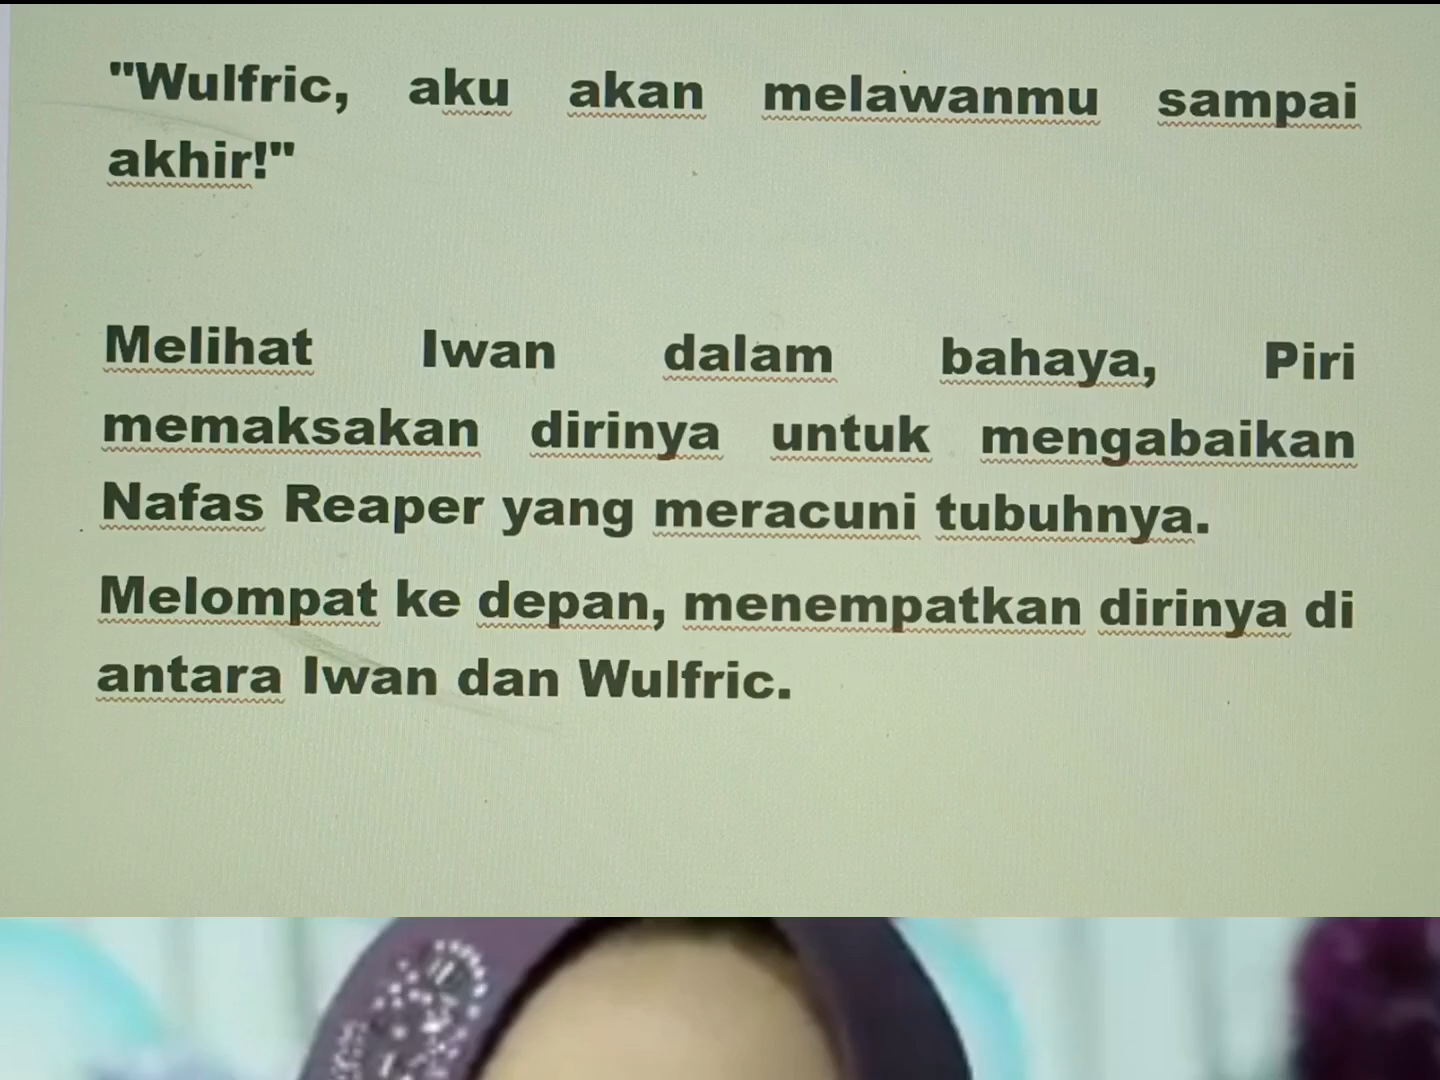 "Wulfric, aku akan melawanmu sampai
akhir!"
Melihat Iwan dalam bahaya, Piri
memaksakan dirinya untuk mengabaikan
Nafas Reaper yang meracuni tubuhnya.
Melompat ke depan, menempatkan dirinya di
antara Iwan dan Wulfric.